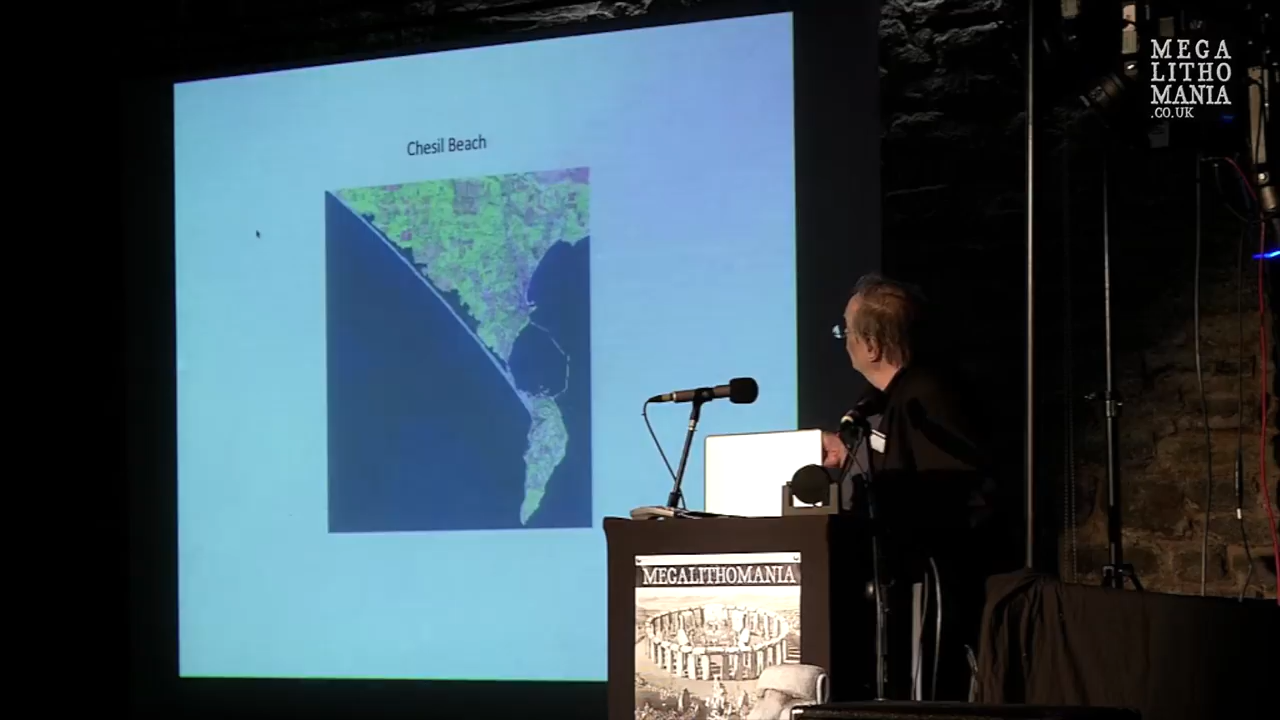 Chesil Beach
MEGA
LITHO
MANIA
.CO.UK
MEGALITHOMANIA